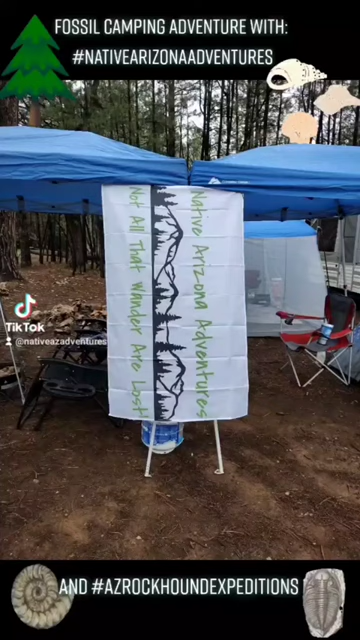 FOSSIL CAMPING ADVENTURE WITH:
#NATIVEARIZONAADVENTURES
Native Arizona Adventures
Not All That Wander Are Lost
TikTok
@nativeazadventures
AND #AZROCKHOUNDEXPEDITIONS